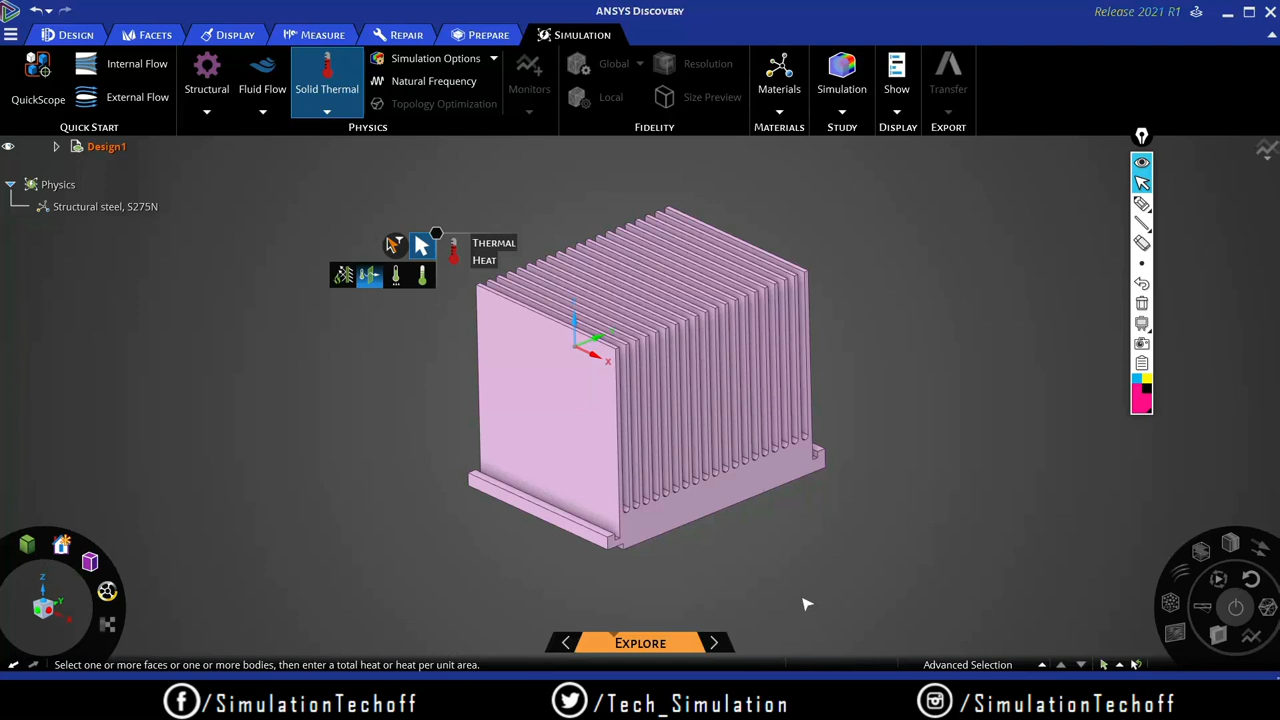 ANSYS Discovery
Release 2021 R1
Design
Facets
Display
Measure
Repair
Prepare
Simulation
QuickScope
Internal Flow
External Flow
Quick Start
Structural
Fluid Flow
Solid Thermal
Simulation Options
Natural Frequency
Topology Optimization
Physics
Monitors
Global
Local
Resolution
Size Preview
Fidelity
Materials
Materials
Simulation
Study
Show
Display
Transfer
Export
Design1
Physics
Structural steel, S275N
Thermal
Heat
Z
Y
X
Z
Y
X
Explore
Select one or more faces or one or more bodies, then enter a total heat or heat per unit area.
Advanced Selection
/SimulationTechoff
/Tech_Simulation
/SimulationTechoff